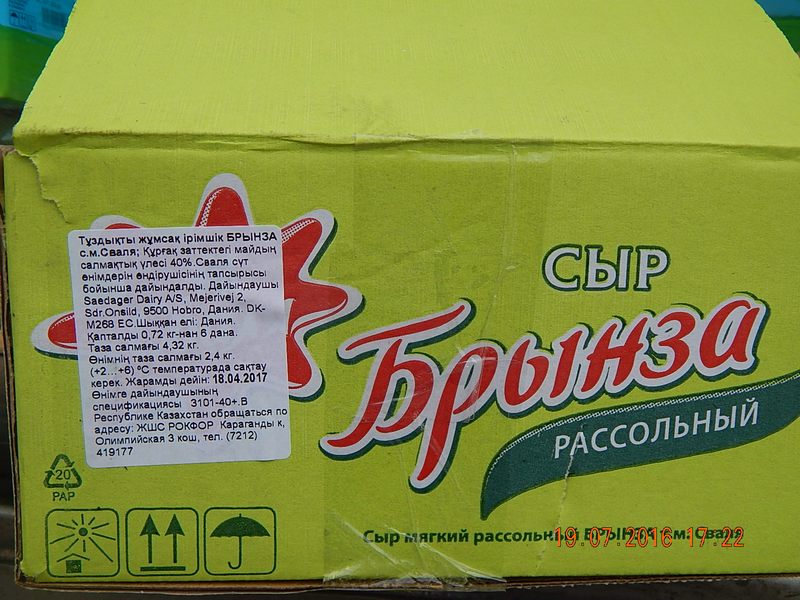 Тұздықты жұмсақ ірімшік БРЫНЗА
с.м.Сваля; Құрғақ заттектегі майдың
салмақтық үлесі 40%.Сваля сүт
өнімдерін өндірушісінің тапсырысы
бойынша дайындалды. Дайындаушы
Saedager Dairy A/S, Mejerivej 2,
Sdr.Onsild, 9500 Hobro, Дания. DK-
M268 EC.Шыққан елі: Дания.
Қапталды 0,72 кг-нан 6 дана.
Таза салмағы 4,32 кг.
Өнімнің таза салмағы 2,4 кг.
(+2...+6) ºС температурада сақтау
керек. Жарамды дейін: 18.04.2017
Өнімге дайындаушының
спецификациясы 3101-40+.В
Республике Казахстан обращаться по
адресу: ЖШС РОКФОР Караганды к,
Олимпийская 3 кош, тел. (7212)
419177
СЫР
Брынза
РАССОЛЬНЫЙ
20
PAP
Сыр мягкий рассольный БРЫНЗА т.м. Сваля
19.07.2016 17:22